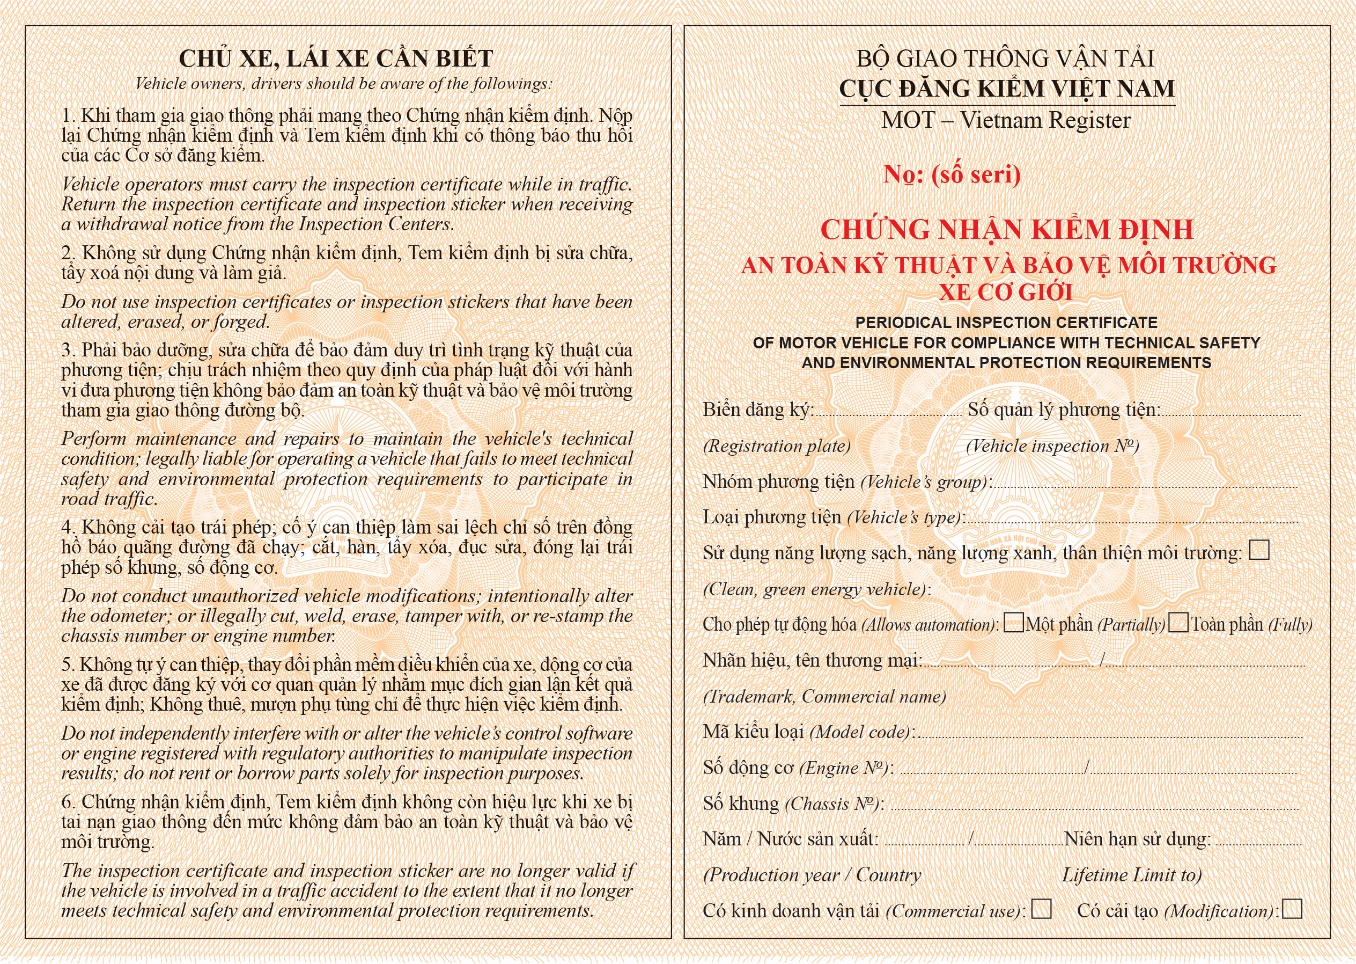 CHỦ XE, LÁI XE CẦN BIẾT
Vehicle owners, drivers should be aware of the followings:
1. Khi tham gia giao thông phải mang theo Chứng nhận kiểm định. Nộp
lại Chứng nhận kiểm định và Tem kiểm định khi có thông báo thu hồi
của các Cơ sở đăng kiểm.
Vehicle operators must carry the inspection certificate while in traffic.
Return the inspection certificate and inspection sticker when receiving
a withdrawal notice from the Inspection Centers.
2. Không sử dụng Chứng nhận kiểm định, Tem kiểm định bị sửa chữa,
tẩy xoá nội dung và làm giả.
Do not use inspection certificates or inspection stickers that have been
altered, erased, or forged.
3. Phải bảo dưỡng, sửa chữa để bảo đảm duy trì tình trạng kỹ thuật của
phương tiện; chịu trách nhiệm theo quy định của pháp luật đối với hành
vi đưa phương tiện không bảo đảm an toàn kỹ thuật và bảo vệ môi trường
tham gia giao thông đường bộ.
Perform maintenance and repairs to maintain the vehicle's technical
condition; legally liable for operating a vehicle that fails to meet technical
safety and environmental protection requirements to participate in
road traffic.
4. Không cải tạo trái phép; cố ý can thiệp làm sai lệch chỉ số trên đồng
hồ báo quãng đường đã chạy; cắt, hàn, tẩy xóa, đục sửa, đóng lại trái
phép số khung, số động cơ.
Do not conduct unauthorized vehicle modifications; intentionally alter
the odometer; or illegally cut, weld, erase, tamper with, or re-stamp the
chassis number or engine number.
5. Không tự ý can thiệp, thay đổi phần mềm điều khiển của xe, động cơ của
xe đã được đăng ký với cơ quan quản lý nhằm mục đích gian lận kết quả
kiểm định; Không thuê, mượn phụ tùng chỉ để thực hiện việc kiểm định.
Do not independently interfere with or alter the vehicle’s control software
or engine registered with regulatory authorities to manipulate inspection
results; do not rent or borrow parts solely for inspection purposes.
6. Chứng nhận kiểm định, Tem kiểm định không còn hiệu lực khi xe bị
tai nạn giao thông đến mức không đảm bảo an toàn kỹ thuật và bảo vệ
môi trường.
The inspection certificate and inspection sticker are no longer valid if
the vehicle is involved in a traffic accident to the extent that it no longer
meets technical safety and environmental protection requirements.
BỘ GIAO THÔNG VẬN TẢI
CỤC ĐĂNG KIỂM VIỆT NAM
MOT – Vietnam Register
Nọ: (số seri)
CHỨNG NHẬN KIỂM ĐỊNH
AN TOÀN KỸ THUẬT VÀ BẢO VỆ MÔI TRƯỜNG
XE CƠ GIỚI
PERIODICAL INSPECTION CERTIFICATE
OF MOTOR VEHICLE FOR COMPLIANCE WITH TECHNICAL SAFETY
AND ENVIRONMENTAL PROTECTION REQUIREMENTS
Biển đăng ký: Số quản lý phương tiện:
(Registration plate) (Vehicle inspection Nº)
Nhóm phương tiện (Vehicle’s group):
Loại phương tiện (Vehicle’s type):
Sử dụng năng lượng sạch, năng lượng xanh, thân thiện môi trường: ☐
(Clean, green energy vehicle):
Cho phép tự động hóa (Allows automation): ☐ Một phần (Partially) ☐ Toàn phần (Fully)
Nhãn hiệu, tên thương mại: /
(Trademark, Commercial name)
Mã kiểu loại (Model code):
Số động cơ (Engine Nº): /
Số khung (Chassis Nº):
Năm / Nước sản xuất: / Niên hạn sử dụng:
(Production year / Country Lifetime Limit to)
Có kinh doanh vận tải (Commercial use): ☐ Có cải tạo (Modification): ☐